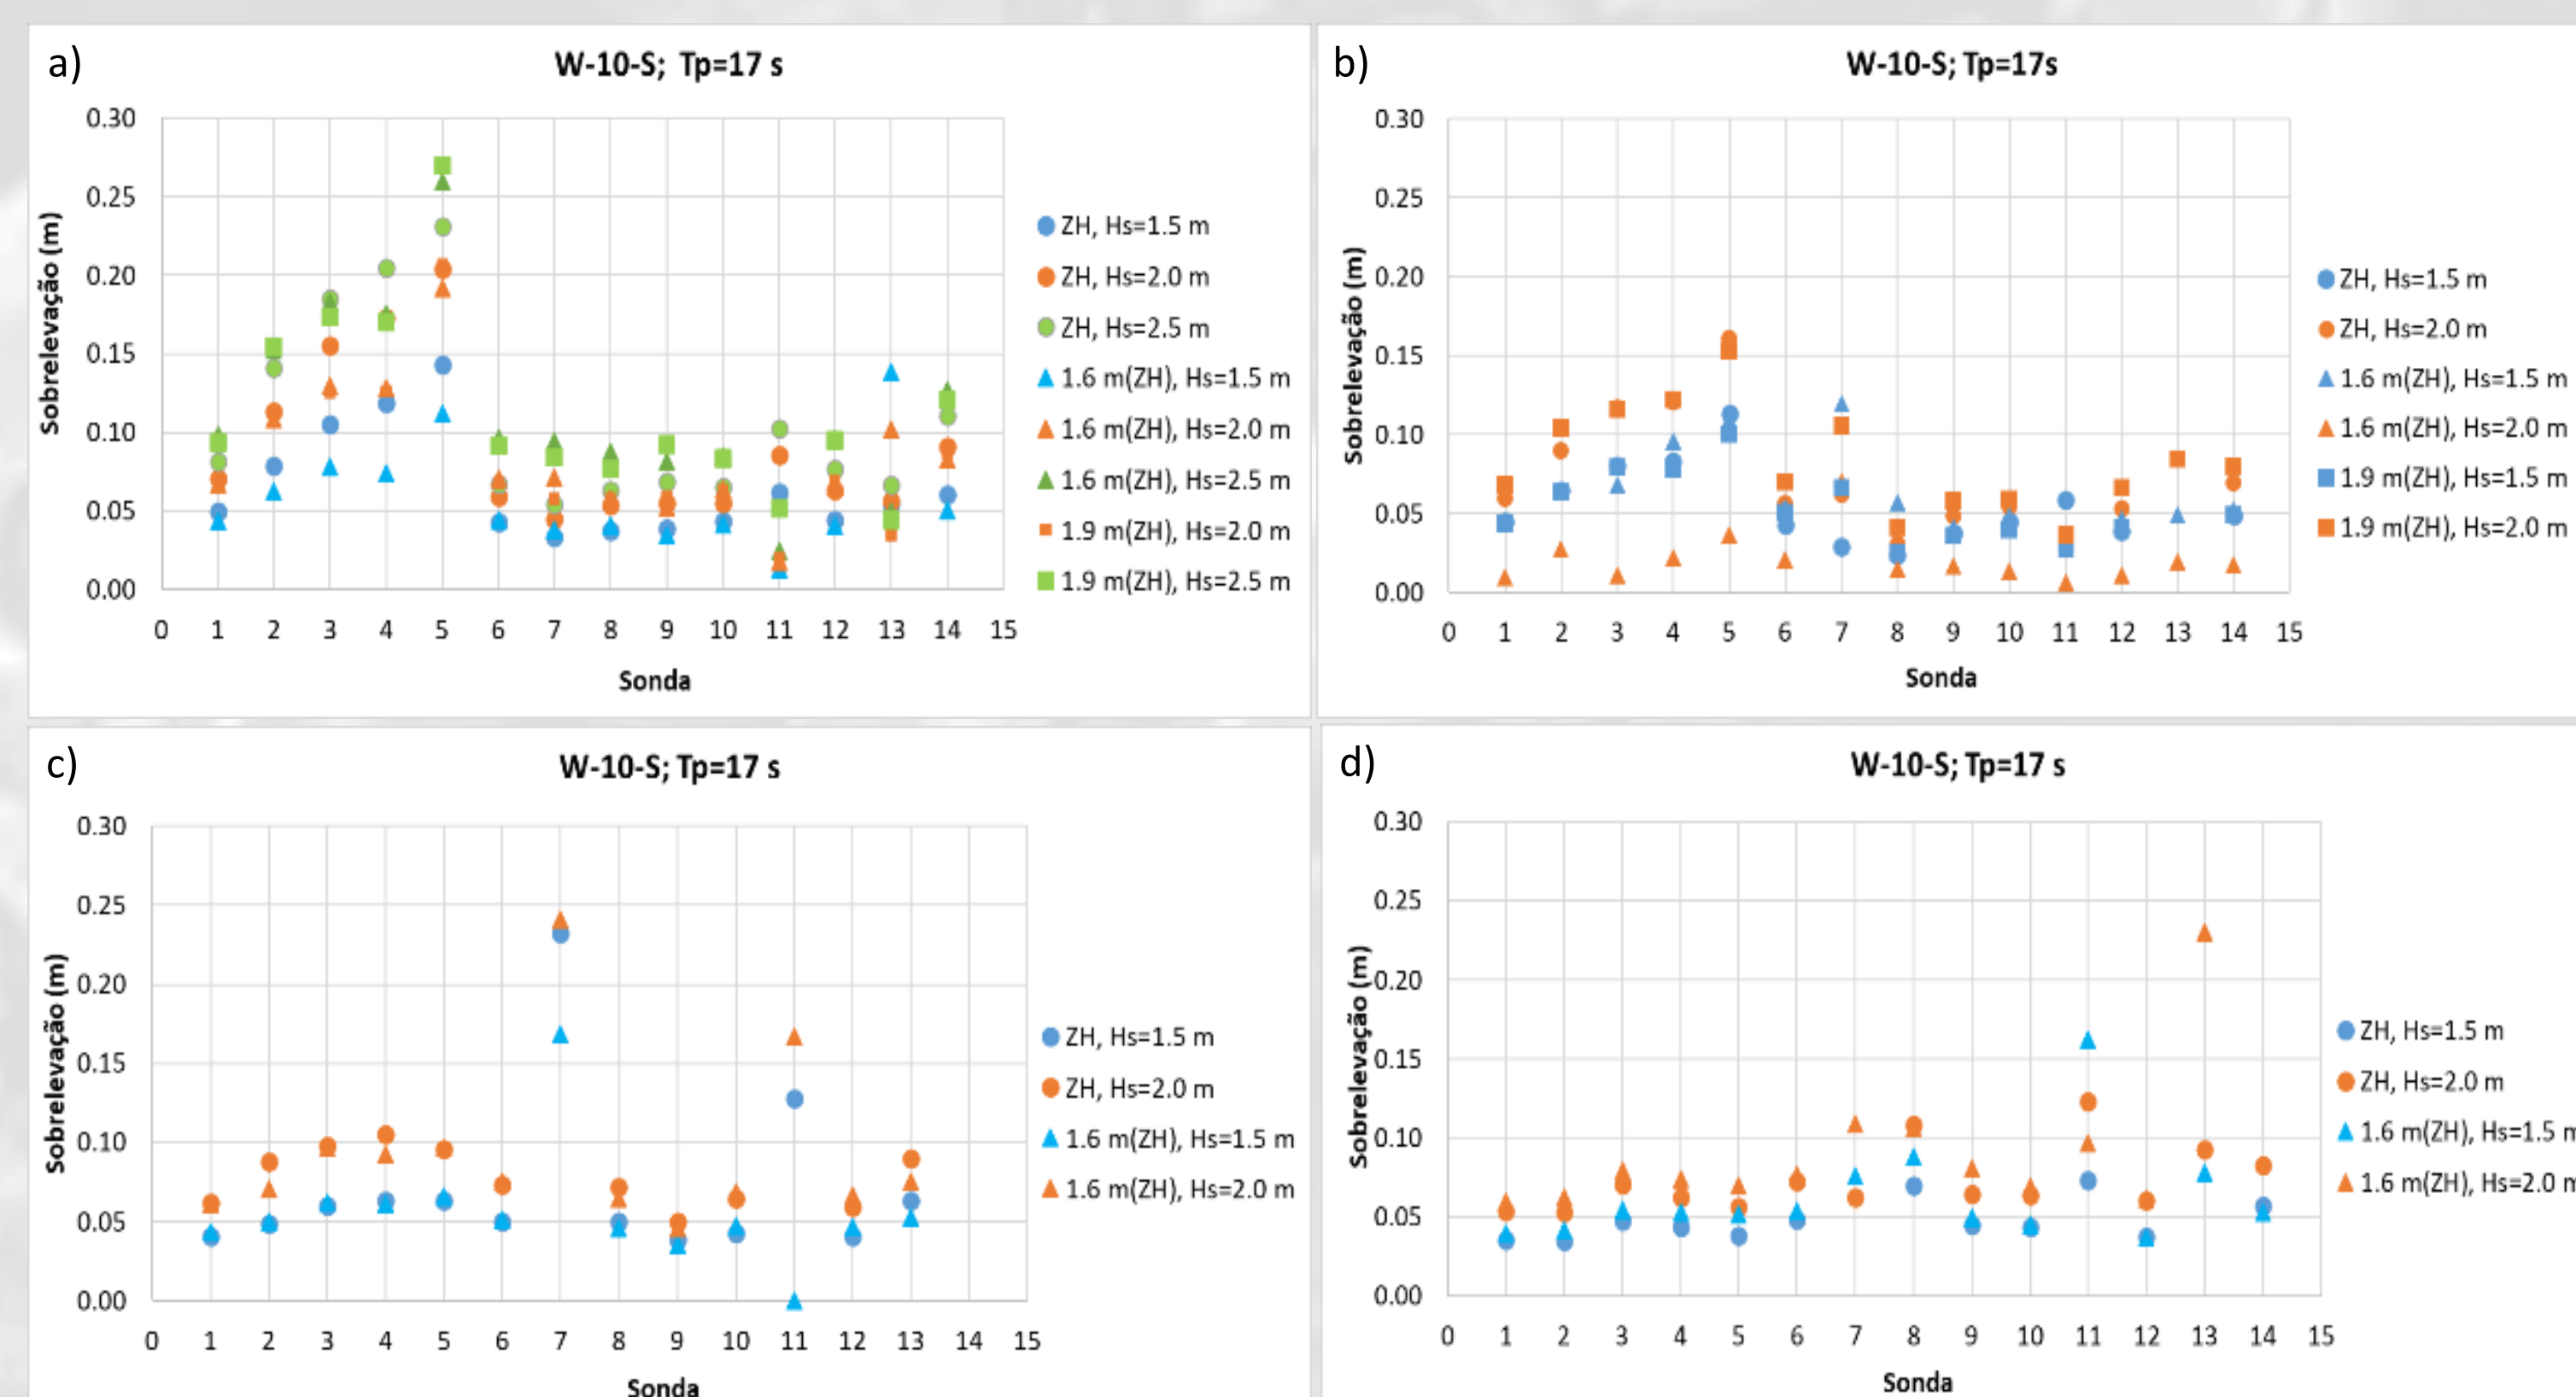 a)
W-10-S; Tp=17 s
Sobrelevação (m)
0.30
0.25
0.20
0.15
0.10
0.05
0.00
0 1 2 3 4 5 6 7 8 9 10 11 12 13 14 15
Sonda
ZH, Hs=1.5 m
ZH, Hs=2.0 m
ZH, Hs=2.5 m
1.6 m(ZH), Hs=1.5 m
1.6 m(ZH), Hs=2.0 m
1.6 m(ZH), Hs=2.5 m
1.9 m(ZH), Hs=2.0 m
1.9 m(ZH), Hs=2.5 m
b)
W-10-S; Tp=17s
Sobrelevação (m)
0.30
0.25
0.20
0.15
0.10
0.05
0.00
0 1 2 3 4 5 6 7 8 9 10 11 12 13 14 15
Sonda
ZH, Hs=1.5 m
ZH, Hs=2.0 m
1.6 m(ZH), Hs=1.5 m
1.6 m(ZH), Hs=2.0 m
1.9 m(ZH), Hs=1.5 m
1.9 m(ZH), Hs=2.0 m
c)
W-10-S; Tp=17 s
Sobrelevação (m)
0.30
0.25
0.20
0.15
0.10
0.05
0.00
0 1 2 3 4 5 6 7 8 9 10 11 12 13 14 15
Sonda
ZH, Hs=1.5 m
ZH, Hs=2.0 m
1.6 m(ZH), Hs=1.5 m
1.6 m(ZH), Hs=2.0 m
d)
W-10-S; Tp=17 s
Sobrelevação (m)
0.30
0.25
0.20
0.15
0.10
0.05
0.00
0 1 2 3 4 5 6 7 8 9 10 11 12 13 14 15
Sonda
ZH, Hs=1.5 m
ZH, Hs=2.0 m
1.6 m(ZH), Hs=1.5 m
1.6 m(ZH), Hs=2.0 m